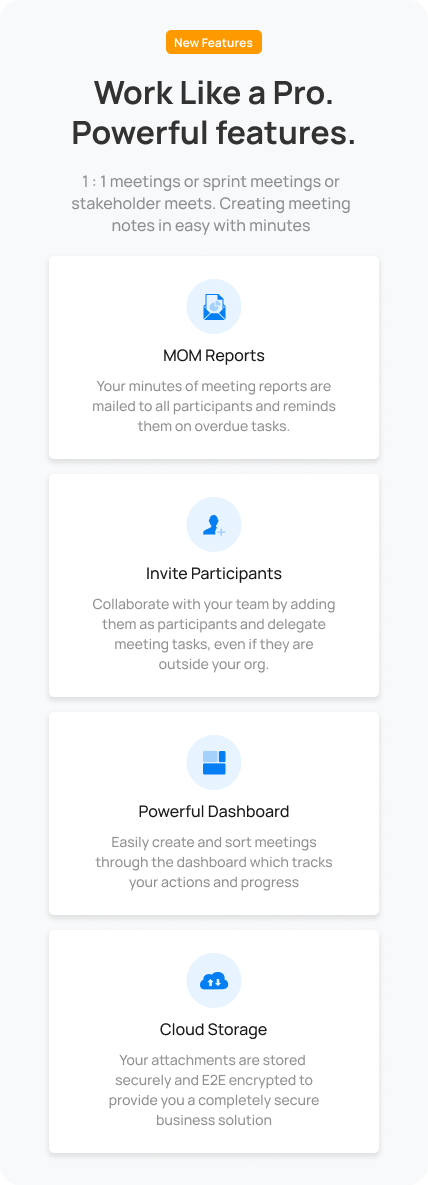 New Features
Work Like a Pro.
Powerful features.
1 : 1 meetings or sprint meetings or
stakeholder meets. Creating meeting
notes in easy with minutes
MOM Reports
Your minutes of meeting reports are
mailed to all participants and reminds
them on overdue tasks.
Invite Participants
Collaborate with your team by adding
them as participants and delegate
meeting tasks, even if they are
outside your org.
Powerful Dashboard
Easily create and sort meetings
through the dashboard which tracks
your actions and progress
Cloud Storage
Your attachments are stored
securely and E2E encrypted to
provide you a completely secure
business solution